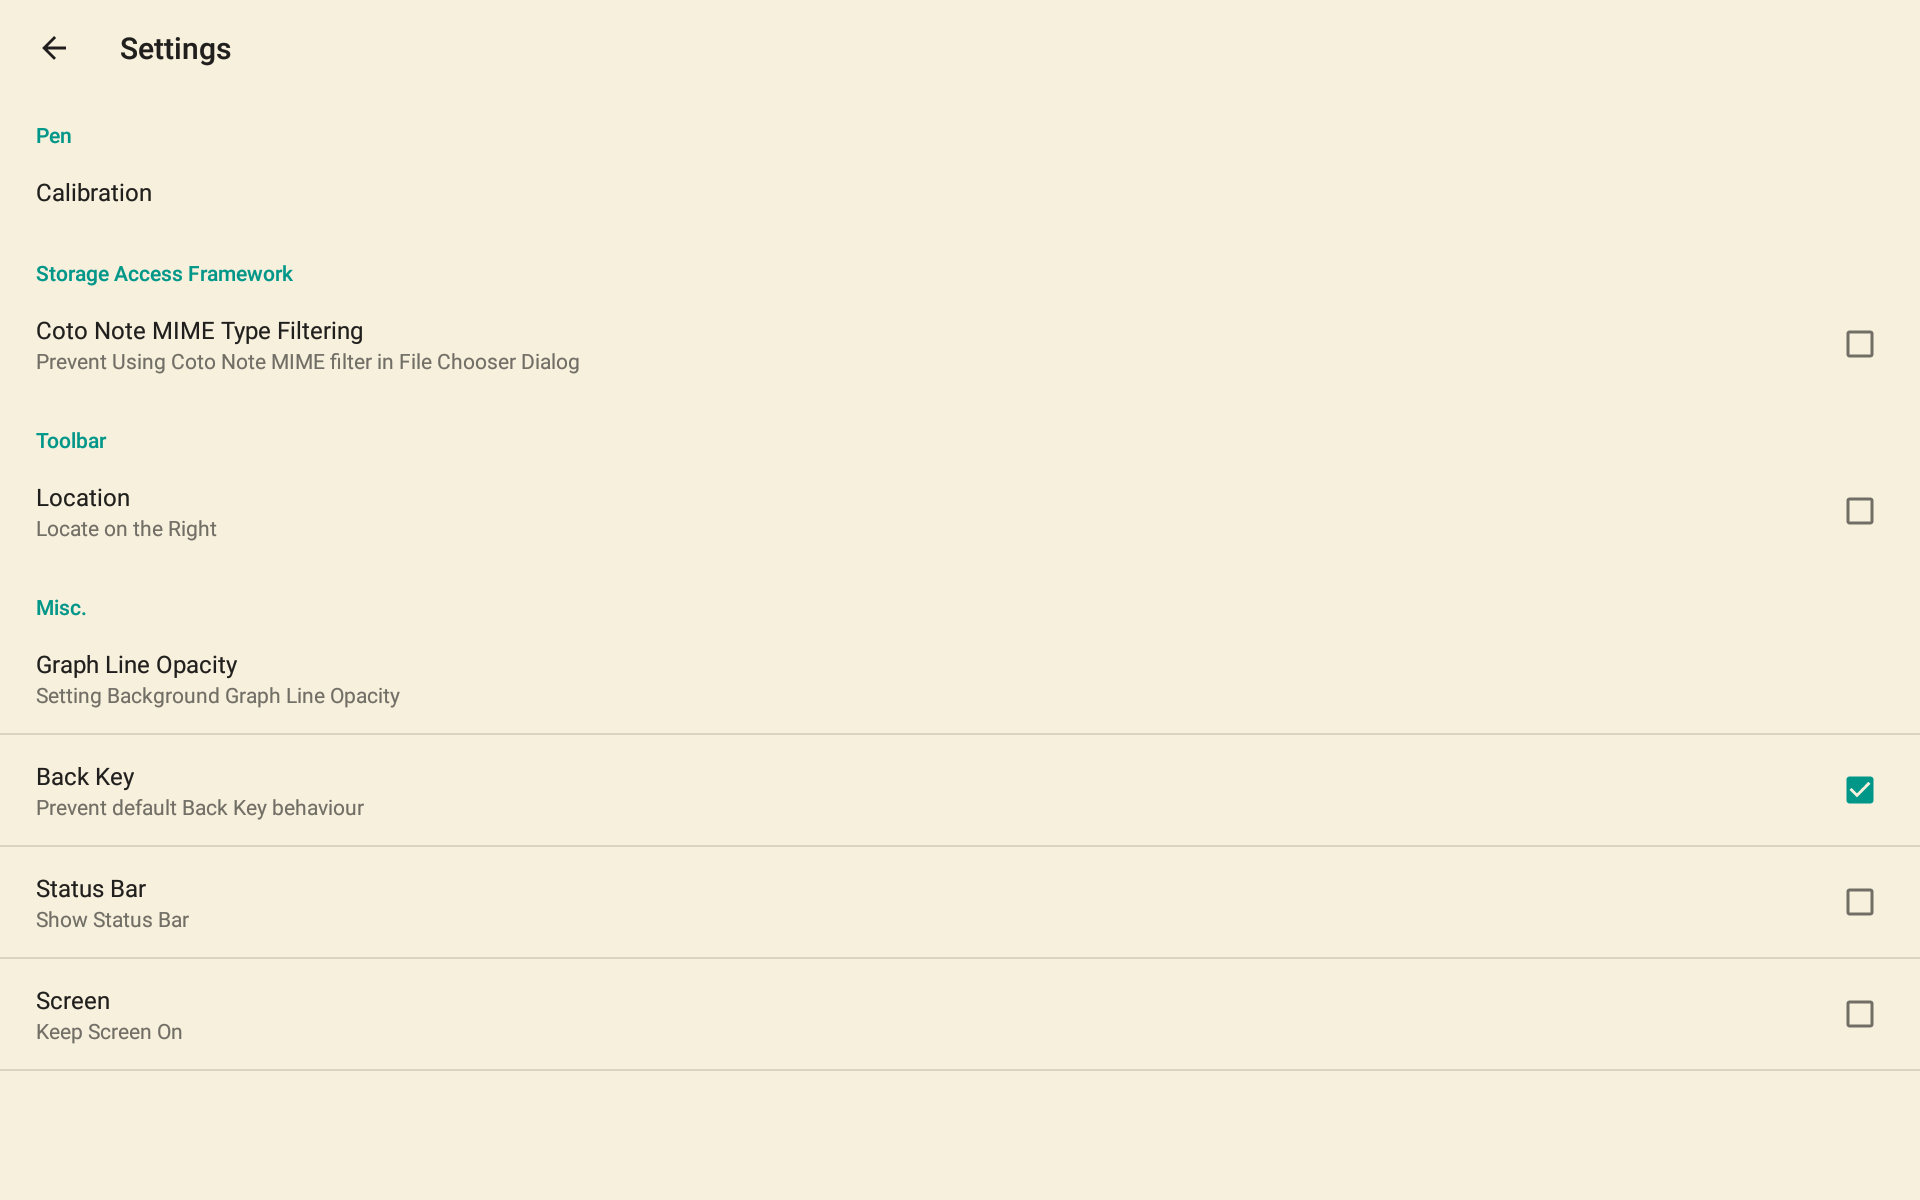 Settings
Pen
Calibration
Storage Access Framework
Coto Note MIME Type Filtering
Prevent Using Coto Note MIME filter in File Chooser Dialog
Toolbar
Location
Locate on the Right
Misc.
Graph Line Opacity
Setting Background Graph Line Opacity
Back Key
Prevent default Back Key behaviour
Status Bar
Show Status Bar
Screen
Keep Screen On